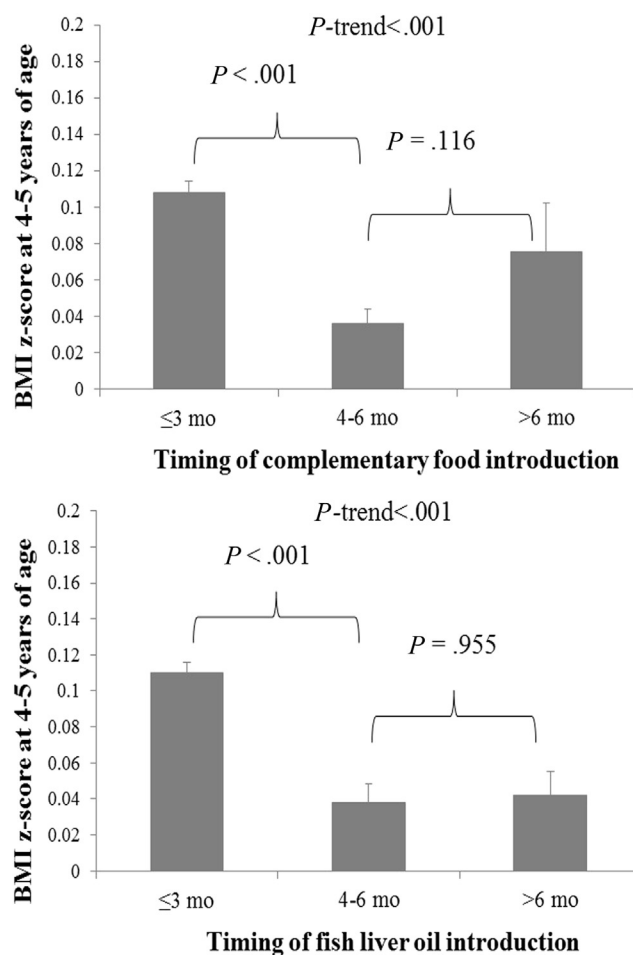 P-trend<.001
P < .001
P = .116
BMI z-score at 4-5 years of age
0.2
0.18
0.16
0.14
0.12
0.1
0.08
0.06
0.04
0.02
0
≤3 mo 4-6 mo >6 mo
Timing of complementary food introduction
P-trend<.001
P < .001
P = .955
BMI z-score at 4-5 years of age
0.2
0.18
0.16
0.14
0.12
0.1
0.08
0.06
0.04
0.02
0
≤3 mo 4-6 mo >6 mo
Timing of fish liver oil introduction